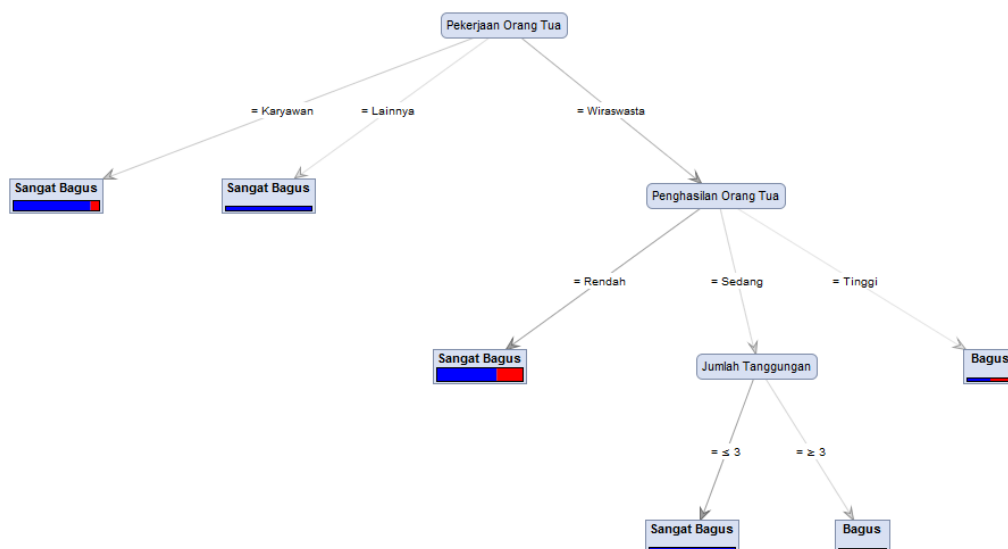 Pekerjaan Orang Tua
= Karyawan
= Lainnya
= Wiraswasta
Sangat Bagus
Sangat Bagus
Penghasilan Orang Tua
= Rendah
= Sedang
= Tinggi
Sangat Bagus
Jumlah Tanggungan
Bagus
= ≤ 3
= ≥ 3
Sangat Bagus
Bagus